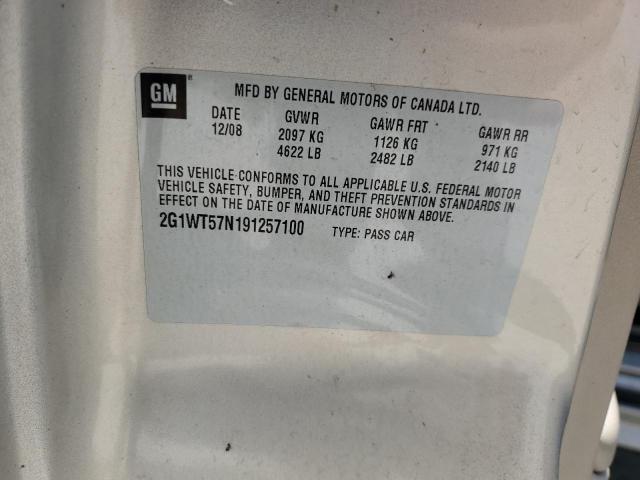 GM ®
MFD BY GENERAL MOTORS OF CANADA LTD.
DATE GVWR GAWR FRT GAWR RR
12/08 2097 KG 1126 KG 971 KG
4622 LB 2482 LB 2140 LB
THIS VEHICLE CONFORMS TO ALL APPLICABLE U.S. FEDERAL MOTOR
VEHICLE SAFETY, BUMPER, AND THEFT PREVENTION STANDARDS IN
EFFECT ON THE DATE OF MANUFACTURE SHOWN ABOVE.
2G1WT57N191257100 TYPE: PASS CAR